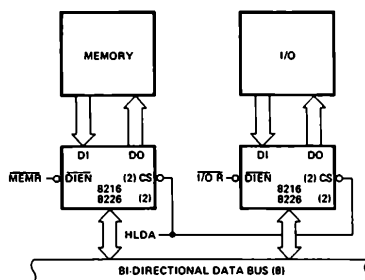 MEMORY
I/O
DI DO
MEMR DIEN (2) CS
8216
8226 (2)
DI DO
I/O R DIEN (2) CS
8216
8226 (2)
HLDA
BI-DIRECTIONAL DATA BUS (8)